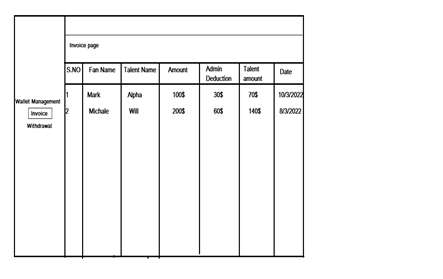 Invoice page
S.NO Fan Name Talent Name Amount Admin Deduction Talent amount Date
1 Mark Alpha 100$ 30$ 70$ 10/3/2022
2 Michale Will 200$ 60$ 140$ 8/3/2022
Wallet Management
Invoice
Withdrawal